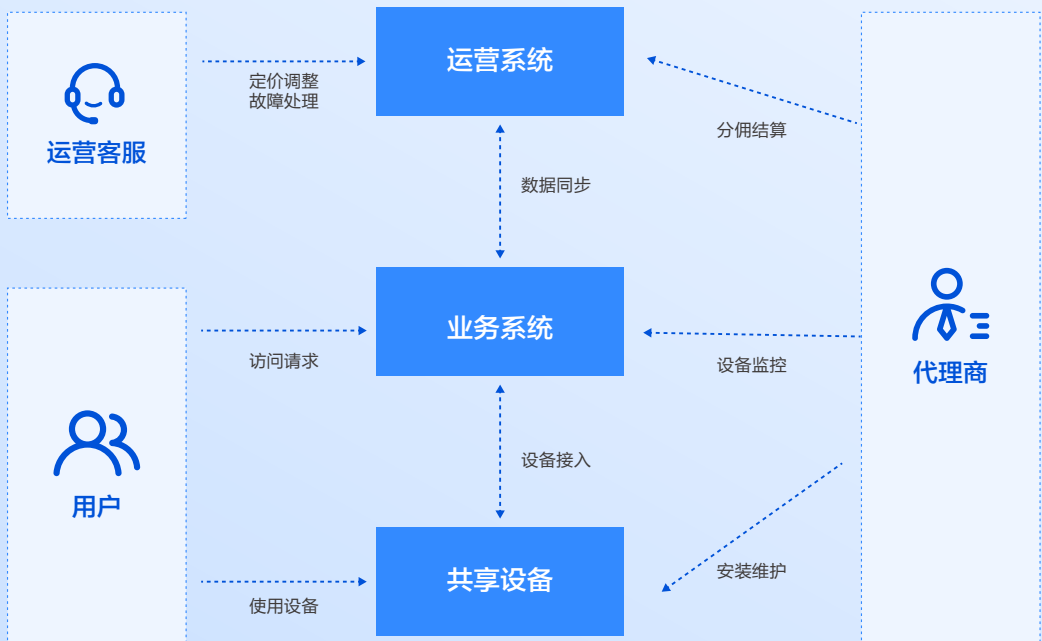 运营系统
定价调整
故障处理
运营客服
分佣结算
数据同步
业务系统
访问请求
设备监控
代理商
设备接入
用户
共享设备
安装维护
使用设备